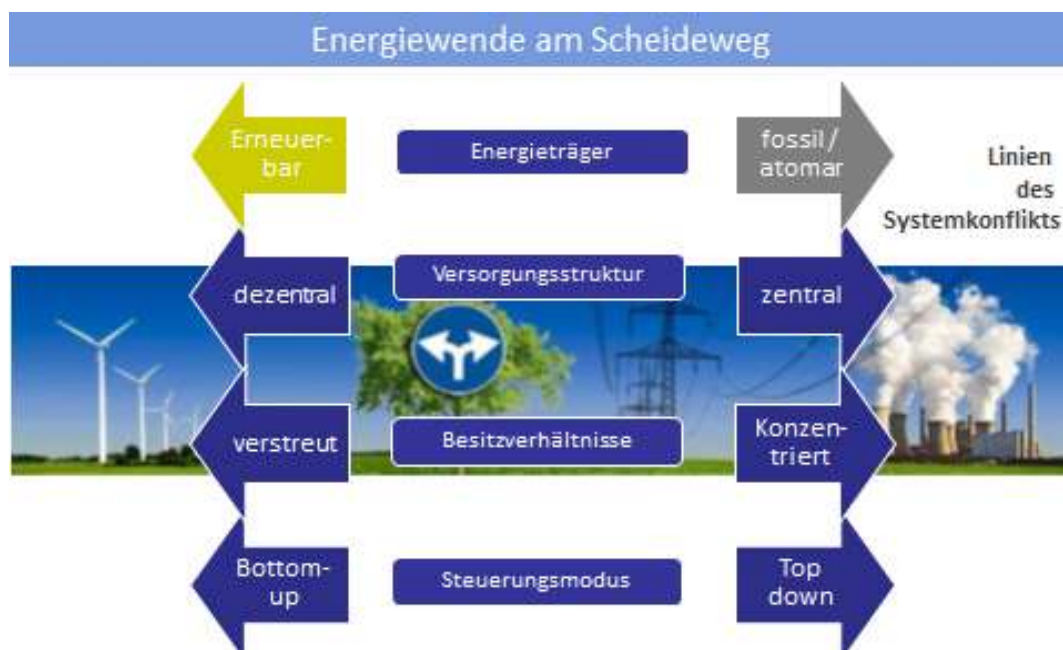 Energiewende am Scheideweg
Erneuer-
bar
Energieträger
fossil/
atomar
Linien
des
Systemkonflikts
dezentral
Versorgungsstruktur
zentral
verstreut
Besitzverhältnisse
Konzen-
triert
Bottom-
up
Steuerungsmodus
Top
down